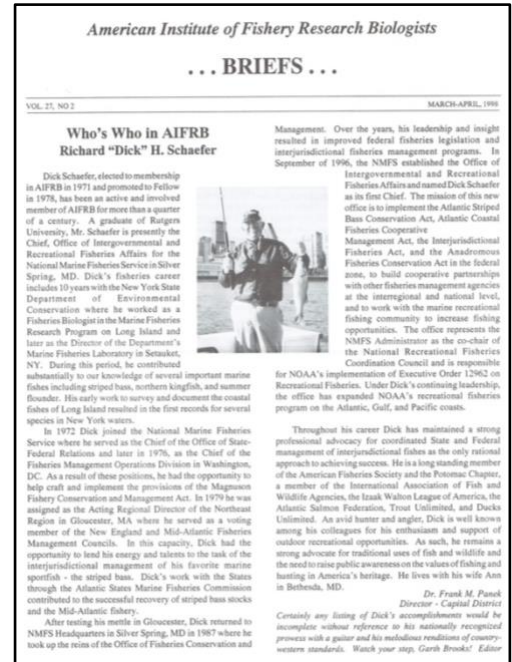 American Institute of Fishery Research Biologists
... BRIEFS ...
VOL. 27, NO 2
MARCH-APRIL, 1998
Who's Who in AIFRB
Richard "Dick" H. Schaefer
Dick Schaefer, elected to membership
in AIFRB in 1971 and promoted to Fellow
in 1978, has been an active and involved
member of AIFRB for more than a quarter
of a century. A graduate of Rutgers
University, Mr. Schaefer is presently the
Chief, Office of Intergovernmental and
Recreational Fisheries Affairs for the
National Marine Fisheries Service in Silver
Spring, MD. Dick's fisheries career
includes 10 years with the New York State
Department of Environmental
Conservation where he worked as a
Fisheries Biologist in the Marine Fisheries
Research Program on Long Island and
later as the Director of the Department's
Marine Fisheries Laboratory in Setauket,
NY. During this period, he contributed
substantially to our knowledge of several important marine
fishes including striped bass, northern kingfish, and summer
flounder. His early work to survey and document the coastal
fishes of Long Island resulted in the first records for several
species in New York waters.
In 1972 Dick joined the National Marine Fisheries
Service where he served as the Chief of the Office of State-
Federal Relations and later in 1976, as the Chief of the
Fisheries Management Operations Division in Washington,
DC. As a result of these positions, he had the opportunity to
help craft and implement the provisions of the Magnuson
Fishery Conservation and Management Act. In 1979 he was
assigned as the Acting Regional Director of the Northeast
Region in Gloucester, MA where he served as a voting
member of the New England and Mid-Atlantic Fisheries
Management Councils. In this capacity, Dick had the
opportunity to lend his energy and talents to the task of the
interjurisdictional management of his favorite marine
sportfish - the striped bass. Dick's work with the States
through the Atlantic States Marine Fisheries Commission
contributed to the successful recovery of striped bass stocks
and the Mid-Atlantic fishery.
After testing his mettle in Gloucester, Dick returned to
NMFS Headquarters in Silver Spring, MD in 1987 where he
took up the reins of the Office of Fisheries Conservation and
Management. Over the years, his leadership and insight
resulted in improved federal fisheries legislation and
interjurisdictional fisheries management programs. In
September of 1996, the NMFS established the Office of
Intergovernmental and Recreational
Fisheries Affairs and named Dick Schaefer
as its first Chief. The mission of this new
office is to implement the Atlantic Striped
Bass Conservation Act, Atlantic Coastal
Fisheries Cooperative
Management Act, the Interjurisdictional
Fisheries Act, and the Anadromous
Fisheries Conservation Act in the federal
zone, to build cooperative partnerships
with other fisheries management agencies
at the interregional and national level,
and to work with the marine recreational
fishing community to increase fishing
opportunities. The office represents the
NMFS Administrator as the co-chair of
the National Recreational Fisheries
Coordination Council and is responsible
for NOAA's implementation of Executive Order 12962 on
Recreational Fisheries. Under Dick's continuing leadership,
the office has expanded NOAA's recreational fisheries
program on the Atlantic, Gulf, and Pacific coasts.
Throughout his career Dick has maintained a strong
professional advocacy for coordinated State and Federal
management of interjurisdictional fishes as the only rational
approach to achieving success. He is a long standing member
of the American Fisheries Society and the Potomac Chapter,
a member of the International Association of Fish and
Wildlife Agencies, the Izaak Walton League of America, the
Atlantic Salmon Federation, Trout Unlimited, and Ducks
Unlimited. An avid hunter and angler, Dick is well known
among his colleagues for his enthusiasm and support of
outdoor recreational opportunities. As such, he remains a
strong advocate for traditional uses of fish and wildlife and
the need to raise public awareness on the values of fishing and
hunting in America's heritage. He lives with his wife Ann
in Bethesda, MD.
Dr. Frank M. Panek
Director - Capital District
Certainly any listing of Dick's accomplishments would be
incomplete without reference to his nationally recognized
prowess with a guitar and his melodious renditions of country-
western standards. Watch your step, Garth Brooks! Editor